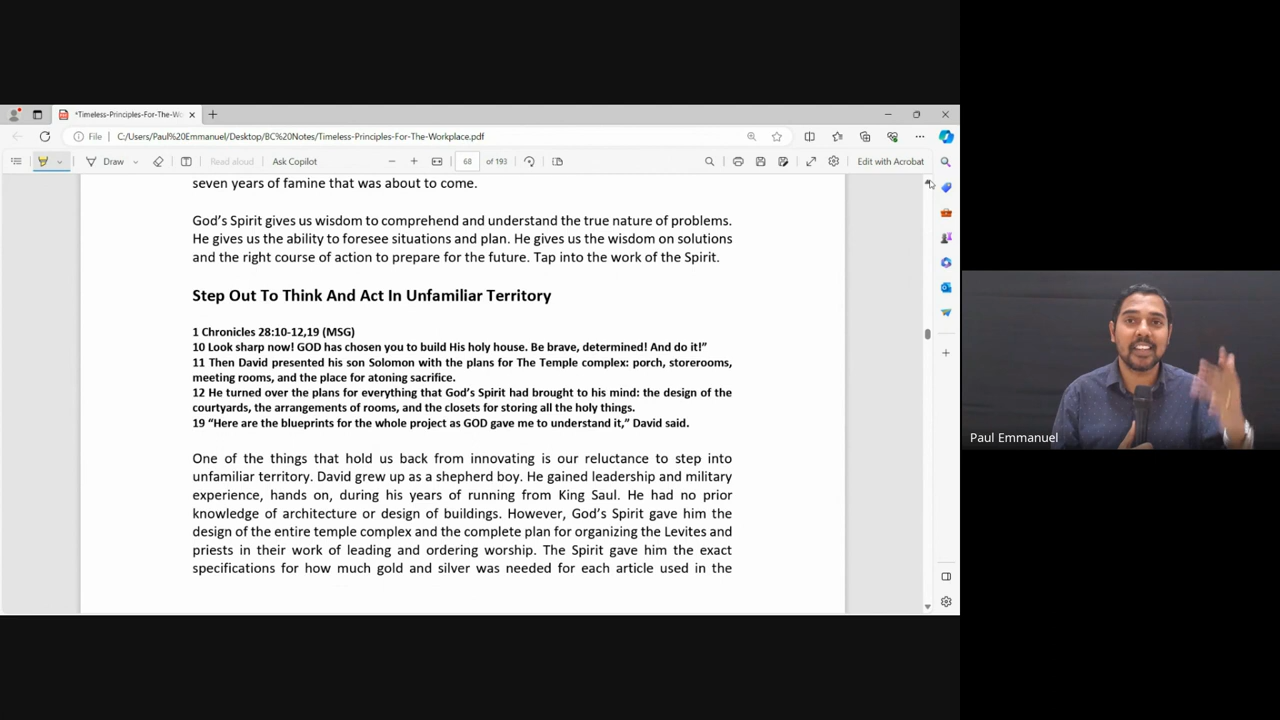 *Timeless-Principles-For-The-Wo
File
C:/Users/Paul%20Emmanuel/Desktop/BC%20Notes/Timeless-Principles-For-The-Workplace.pdf
Draw
Read aloud
Ask Copilot
68
of 193
Edit with Acrobat
seven years of famine that was about to come.
God's Spirit gives us wisdom to comprehend and understand the true nature of problems.
He gives us the ability to foresee situations and plan. He gives us the wisdom on solutions
and the right course of action to prepare for the future. Tap into the work of the Spirit.
Step Out To Think And Act In Unfamiliar Territory
1 Chronicles 28:10-12,19 (MSG)
10 Look sharp now! GOD has chosen you to build His holy house. Be brave, determined! And do it!”
11 Then David presented his son Solomon with the plans for The Temple complex: porch, storerooms,
meeting rooms, and the place for atoning sacrifice.
12 He turned over the plans for everything that God's Spirit had brought to his mind: the design of the
courtyards, the arrangements of rooms, and the closets for storing all the holy things.
19 “Here are the blueprints for the whole project as GOD gave me to understand it,” David said.
One of the things that hold us back from innovating is our reluctance to step into
unfamiliar territory. David grew up as a shepherd boy. He gained leadership and military
experience, hands on, during his years of running from King Saul. He had no prior
knowledge of architecture or design of buildings. However, God's Spirit gave him the
design of the entire temple complex and the complete plan for organizing the Levites and
priests in their work of leading and ordering worship. The Spirit gave him the exact
specifications for how much gold and silver was needed for each article used in the
Paul Emmanuel